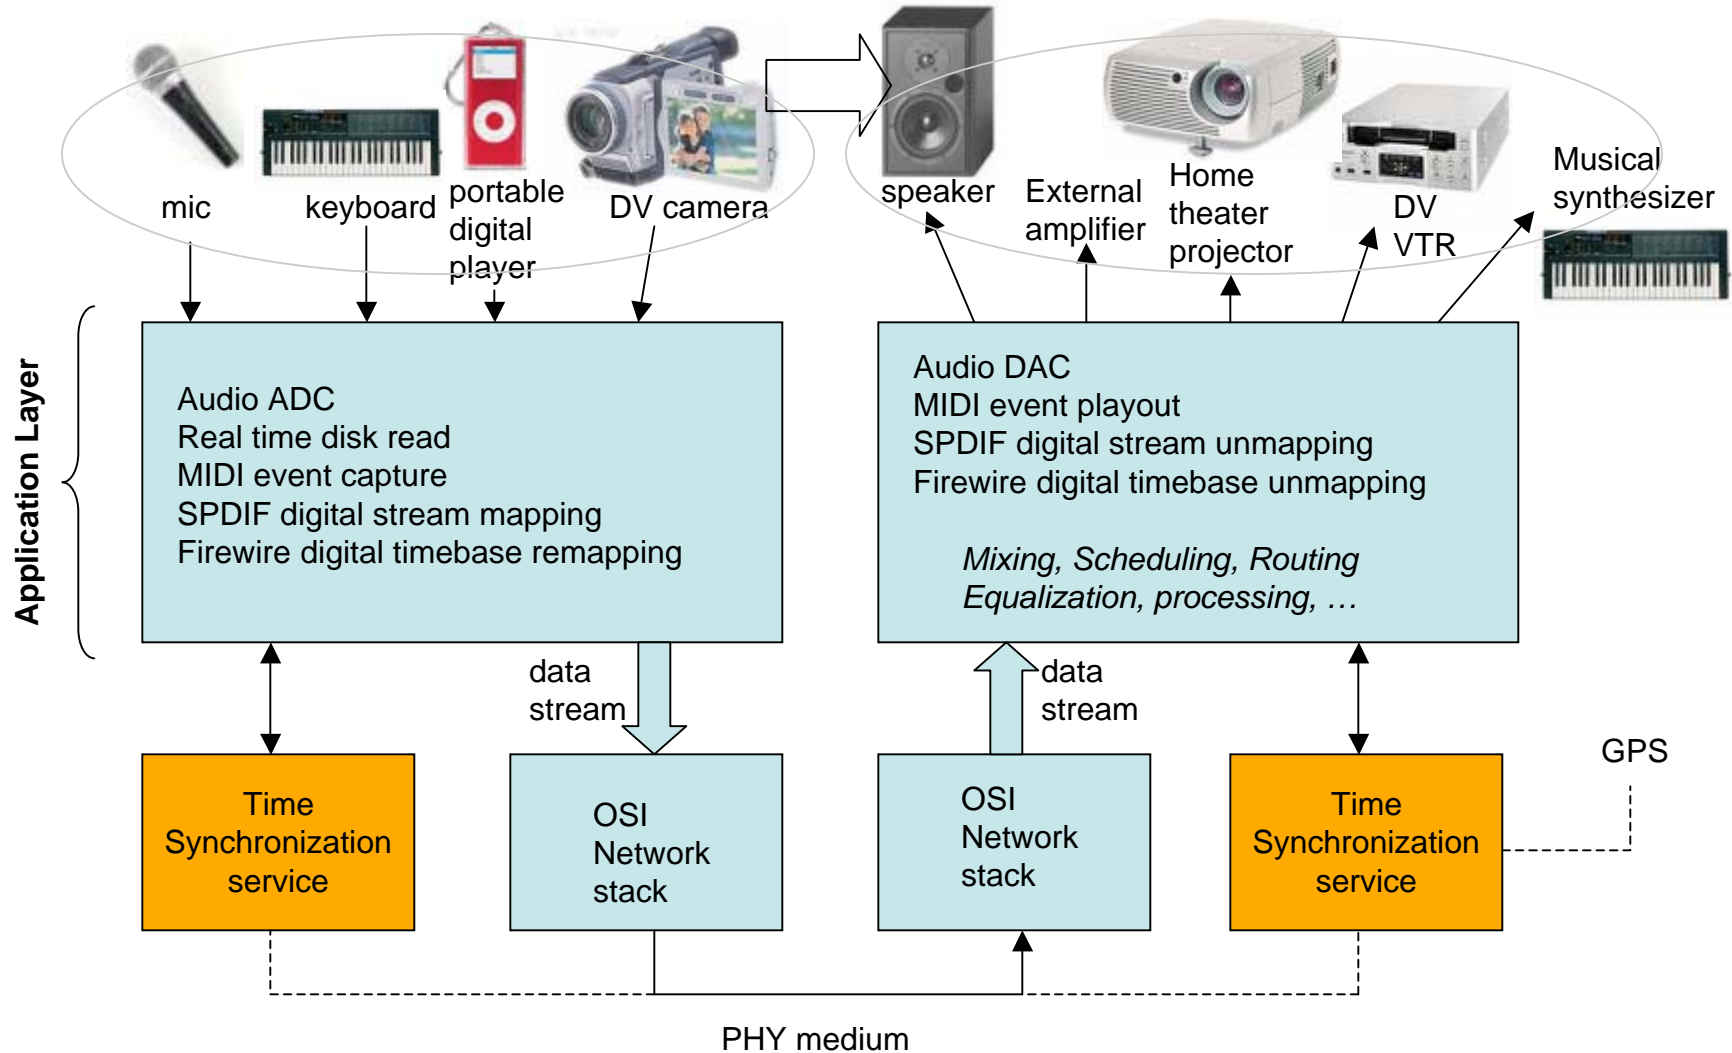 mic
keyboard
portable
digital
player
DV camera
speaker
External
amplifier
Home
theater
projector
DV
VTR
Musical
synthesizer
Application Layer
Audio ADC
Real time disk read
MIDI event capture
SPDIF digital stream mapping
Firewire digital timebase remapping
Audio DAC
MIDI event playout
SPDIF digital stream unmapping
Firewire digital timebase unmapping
Mixing, Scheduling, Routing
Equalization, processing, …
data
stream
data
stream
Time
Synchronization
service
OSI
Network
stack
OSI
Network
stack
Time
Synchronization
service
GPS
PHY medium